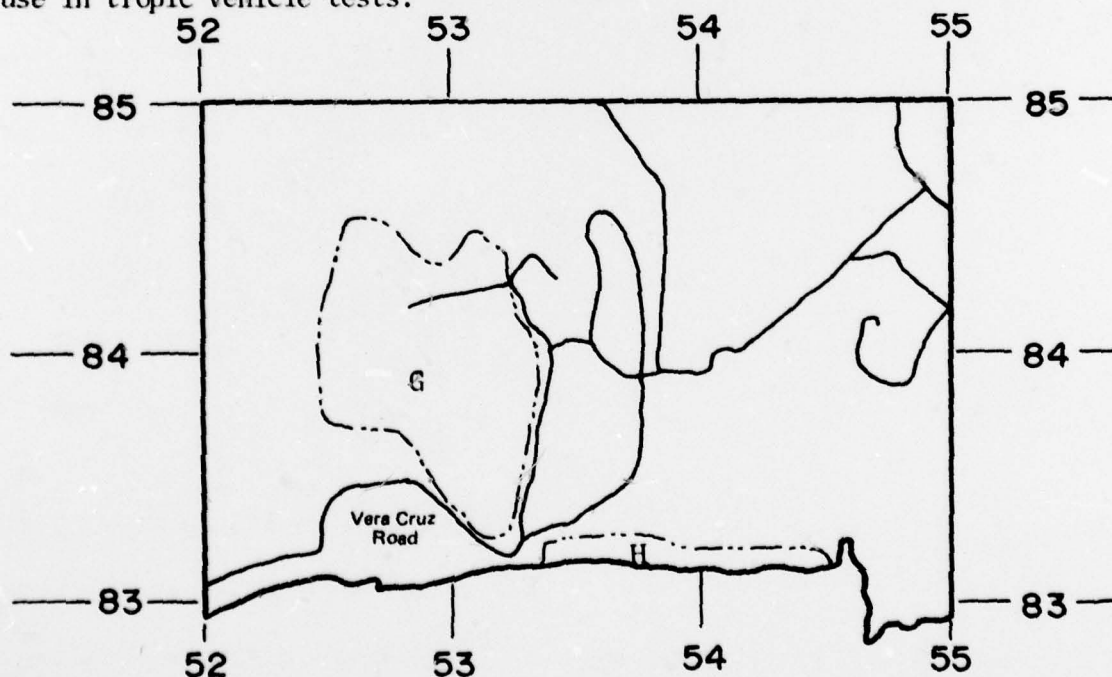 use in tropic vehicle tests.
52 53 54 55
85 85
84 84
G
Vera Cruz
Road
H
83 83
52 53 54 55